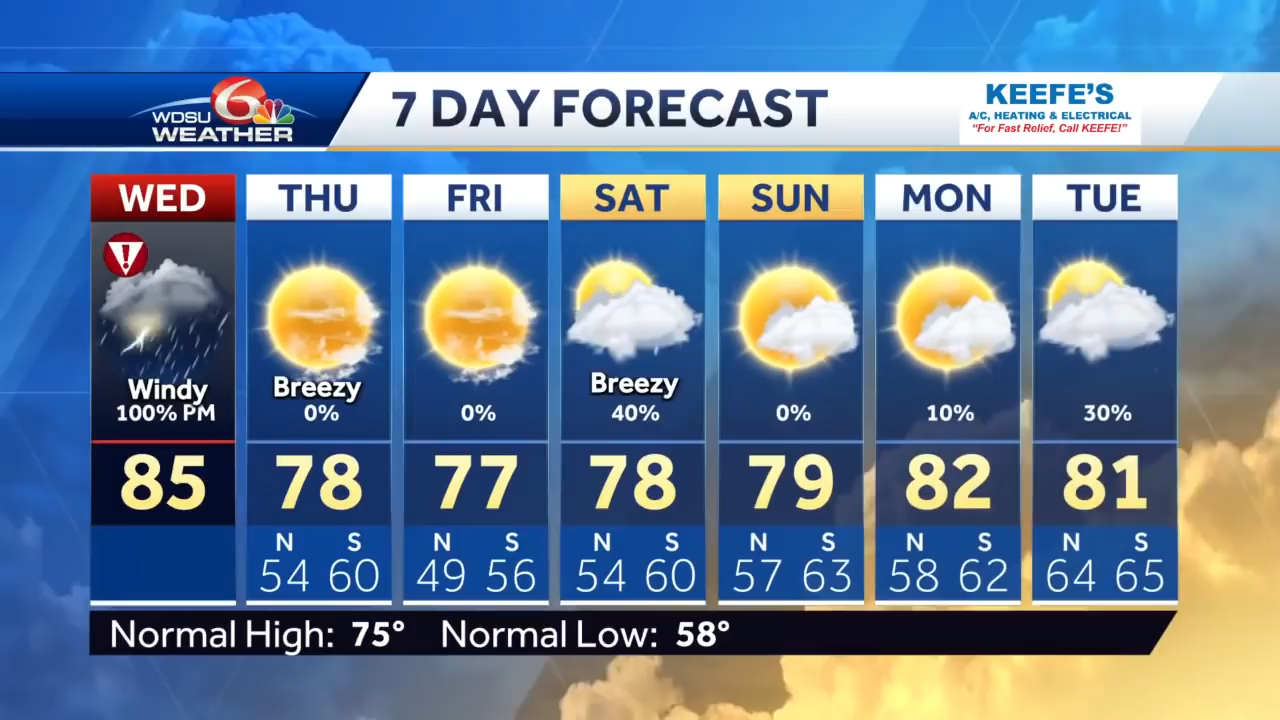 WDSU 6
WEATHER
7 DAY FORECAST
KEEFE'S
A/C, HEATING & ELECTRICAL
"For Fast Relief, Call KEEFE!"
WED
!
Windy
100% PM
85
THU
Breezy
0%
78
N S
54 60
FRI
0%
77
N S
49 56
SAT
Breezy
40%
78
N S
54 60
SUN
0%
79
N S
57 63
MON
10%
82
N S
58 62
TUE
30%
81
N S
64 65
Normal High: 75° Normal Low: 58°